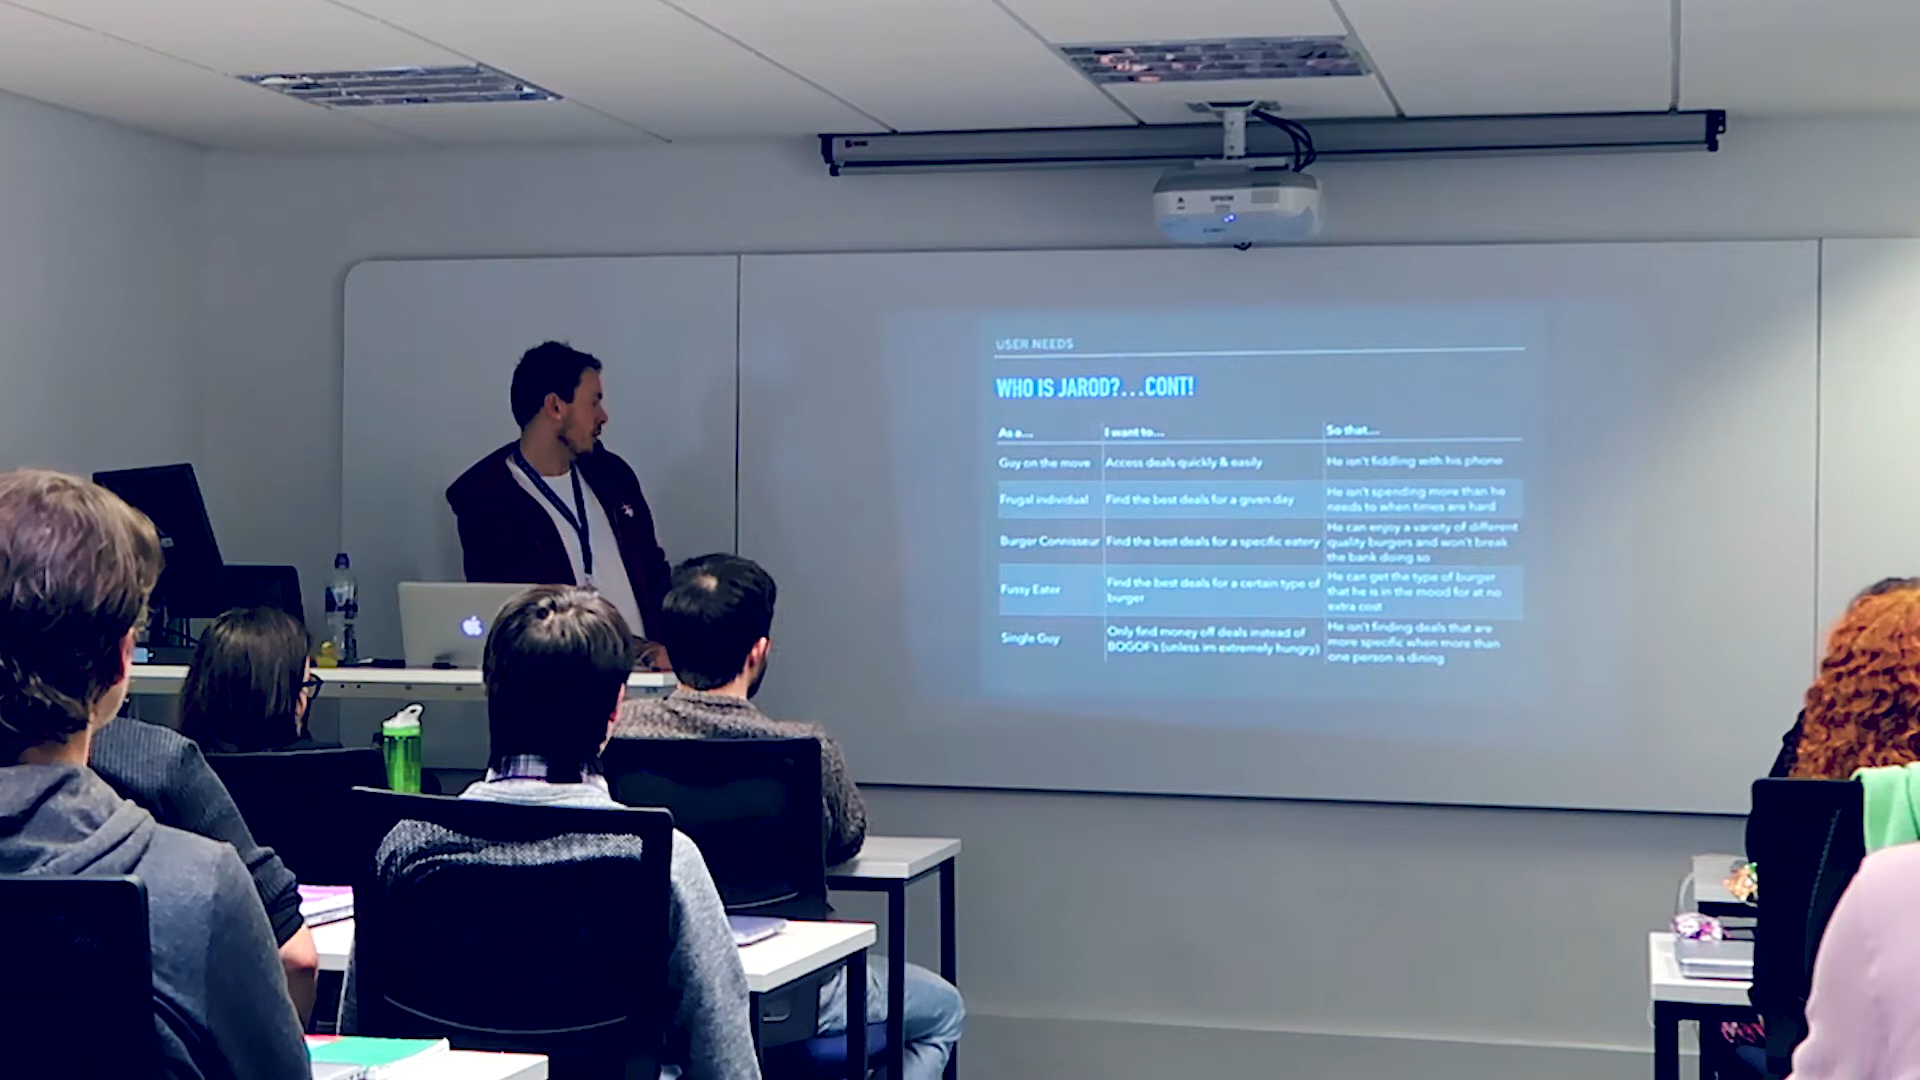 EPSON
USER NEEDS
WHO IS JAROD?...CONT!
As a... I want to... So that...
Guy on the move Access deals quickly & easily He isn't fiddling with his phone
Frugal individual Find the best deals for a given day He isn't spending more than he
needs to when times are hard
Burger Connisseur Find the best deals for a specific eatery He can enjoy a variety of different
quality burgers and won't break
the bank doing so
Fussy Eater Find the best deals for a certain type of
burger He can get the type of burger
that he is in the mood for at no
extra cost
Single Guy Only find money off deals instead of
BOGOF's (unless im extremely hungry) He isn't finding deals that are
more specific when more than
one person is dining